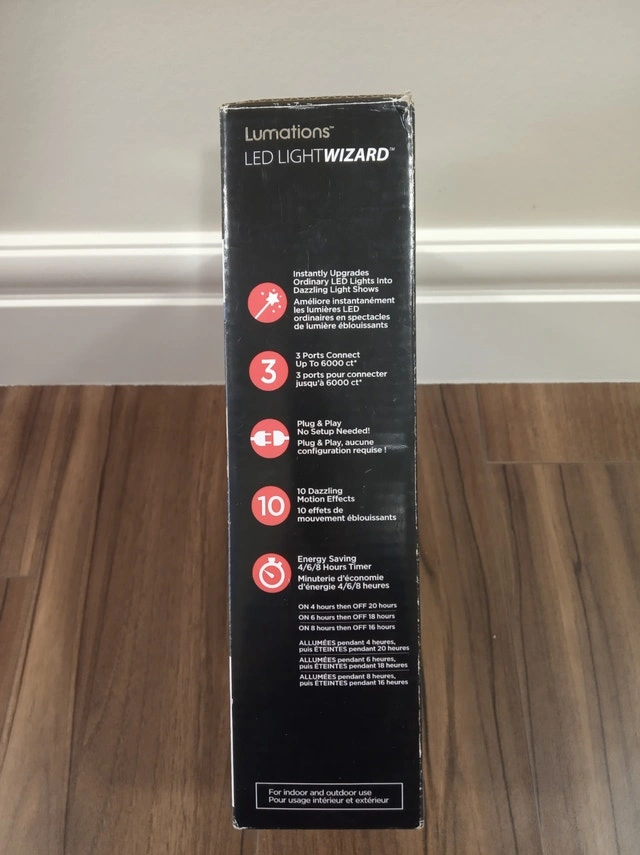 Lumations™
LED LIGHTWIZARD™
Instantly Upgrades
Ordinary LED Lights Into
Dazzling Light Shows
Améliore instantanément
les lumières LED
ordinaires en spectacles
de lumière éblouissants
3
3 Ports Connect
Up To 6000 ct*
3 ports pour connecter
jusqu'à 6000 ct*
Plug & Play
No Setup Needed!
Plug & Play, aucune
configuration requise !
10
10 Dazzling
Motion Effects
10 effets de
mouvement éblouissants
Energy Saving
4/6/8 Hours Timer
Minuterie d'économie
d'énergie 4/6/8 heures
ON 4 hours then OFF 20 hours
ON 6 hours then OFF 18 hours
ON 8 hours then OFF 16 hours
ALLUMÉES pendant 4 heures,
puis ÉTEINTES pendant 20 heures
ALLUMÉES pendant 6 heures,
puis ÉTEINTES pendant 18 heures
ALLUMÉES pendant 8 heures,
puis ÉTEINTES pendant 16 heures
For indoor and outdoor use
Pour usage intérieur et extérieur